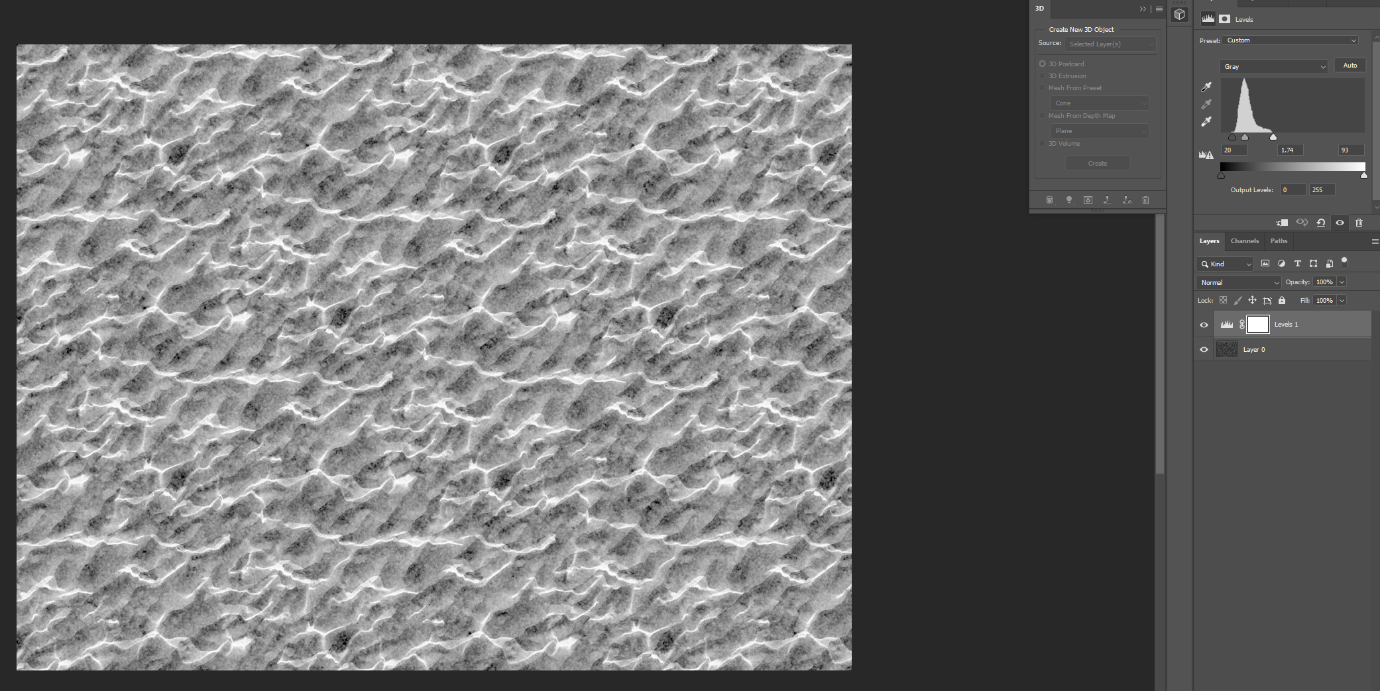 3D
Create New 3D Object
Source: Selected Layer(s)
3D Postcard
3D Extrusion
Mesh From Preset
Cone
Mesh From Depth Map
Plane
3D Volume
Create
Levels
Preset: Custom
Gray
Auto
20 1.74 93
Output Levels: 0 255
Layers Channels Paths
Kind
Normal Opacity: 100%
Lock: Fill: 100%
Levels 1
Layer 0